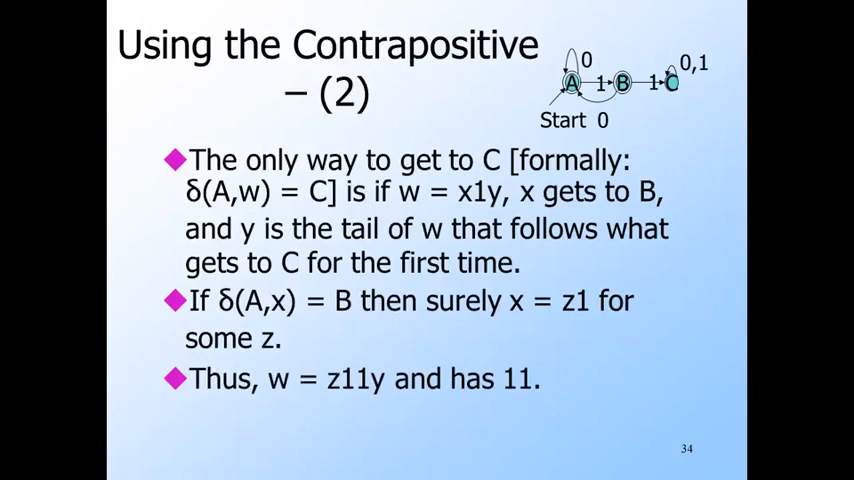 Using the Contrapositive
– (2)
0
0,1
A
1
B
1
C
Start 0
The only way to get to C [formally:
δ(A,w) = C] is if w = x1y, x gets to B,
and y is the tail of w that follows what
gets to C for the first time.
If δ(A,x) = B then surely x = z1 for
some z.
Thus, w = z11y and has 11.
34